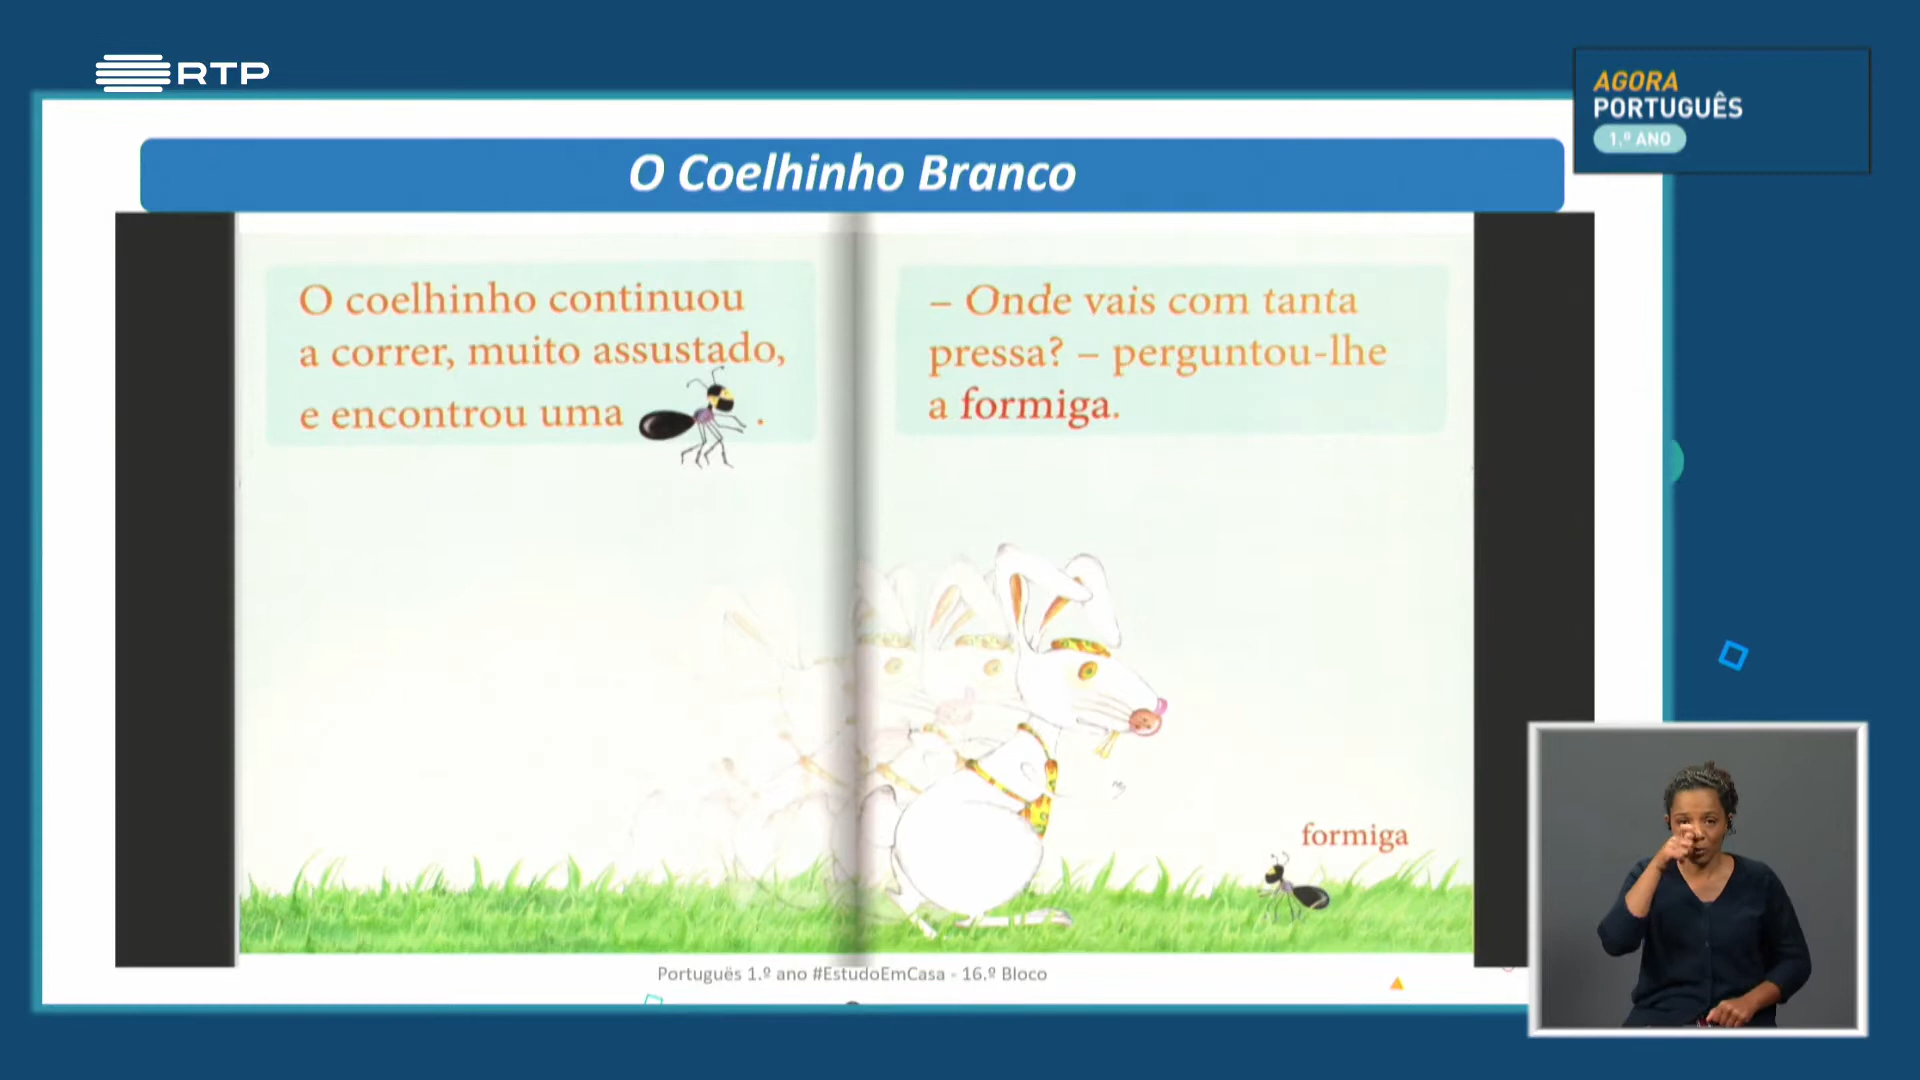 RTP
AGORA
PORTUGUÊS
1.º ANO
O Coelhinho Branco
O coelhinho continuou
a correr, muito assustado,
e encontrou uma .
– Onde vais com tanta
pressa? – perguntou-lhe
a formiga.
formiga
Português 1.º ano #EstudoEmCasa - 16.º Bloco